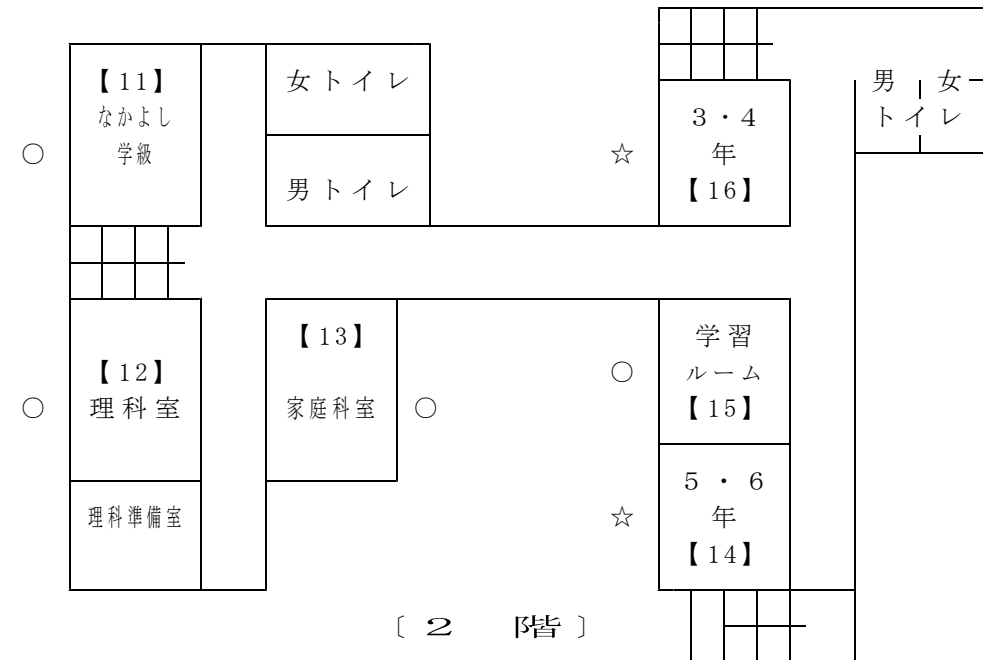 【11】
なかよし
学級
○
女トイレ
男トイレ
☆
3・4
年
【16】
男 女
トイレ
【12】
理科室
○
理科準備室
【13】
家庭科室
○
○
学習
ルーム
【15】
☆
5・6
年
【14】
〔2 階〕